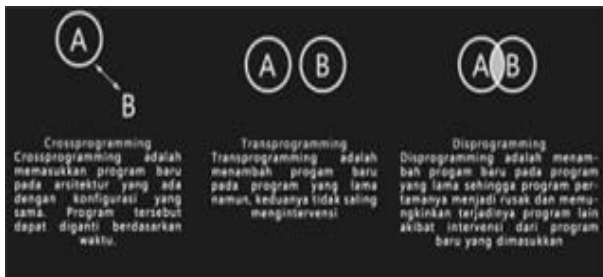 A
B
Crossprogramming
Crossprogramming adalah
memasukkan program baru
pada arsitektur yang ada
dengan konfigurasi yang
sama. Program tersebut
dapat diganti berdasarkan
waktu.
A B
Transprogramming
Transprogramming adalah
menambah progam baru
pada program yang lama
namun, keduanya tidak saling
mengintervensi
A B
Disprogramming
Disprogramming adalah menam-
bah progam baru pada program
yang lama sehingga program per-
tamanya menjadi rusak dan memu-
ngkinkan terjadinya program lain
akibat intervensi dari program
baru yang dimasukkan